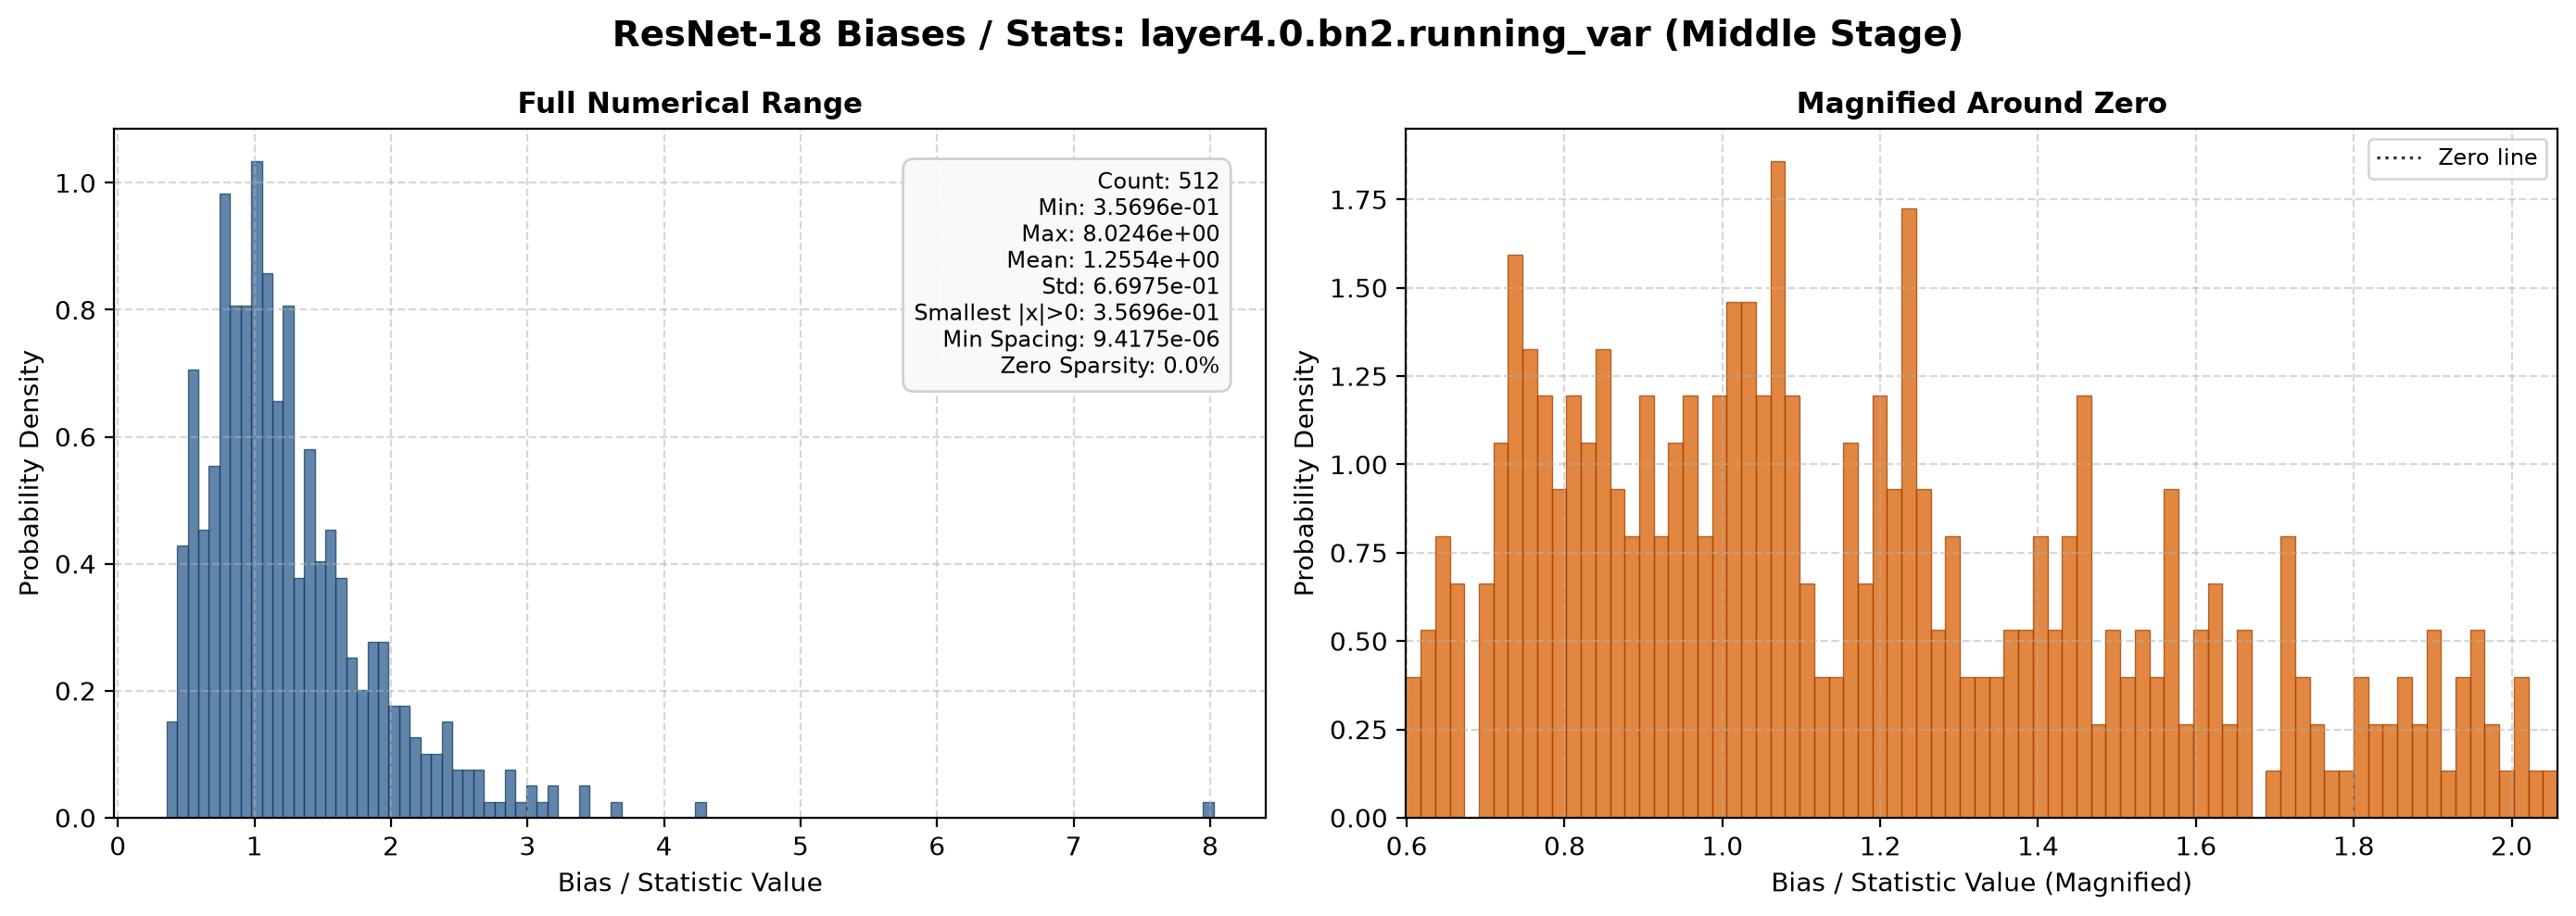 ResNet-18 Biases / Stats: layer4.0.bn2.running_var (Middle Stage)
Full Numerical Range
Probability Density
1.0
0.8
0.6
0.4
0.2
0.0
Count: 512
Min: 3.5696e-01
Max: 8.0246e+00
Mean: 1.2554e+00
Std: 6.6975e-01
Smallest |x|>0: 3.5696e-01
Min Spacing: 9.4175e-06
Zero Sparsity: 0.0%
0 1 2 3 4 5 6 7 8
Bias / Statistic Value
Magnified Around Zero
Probability Density
1.75
1.50
1.25
1.00
0.75
0.50
0.25
0.00
Zero line
0.6 0.8 1.0 1.2 1.4 1.6 1.8 2.0
Bias / Statistic Value (Magnified)